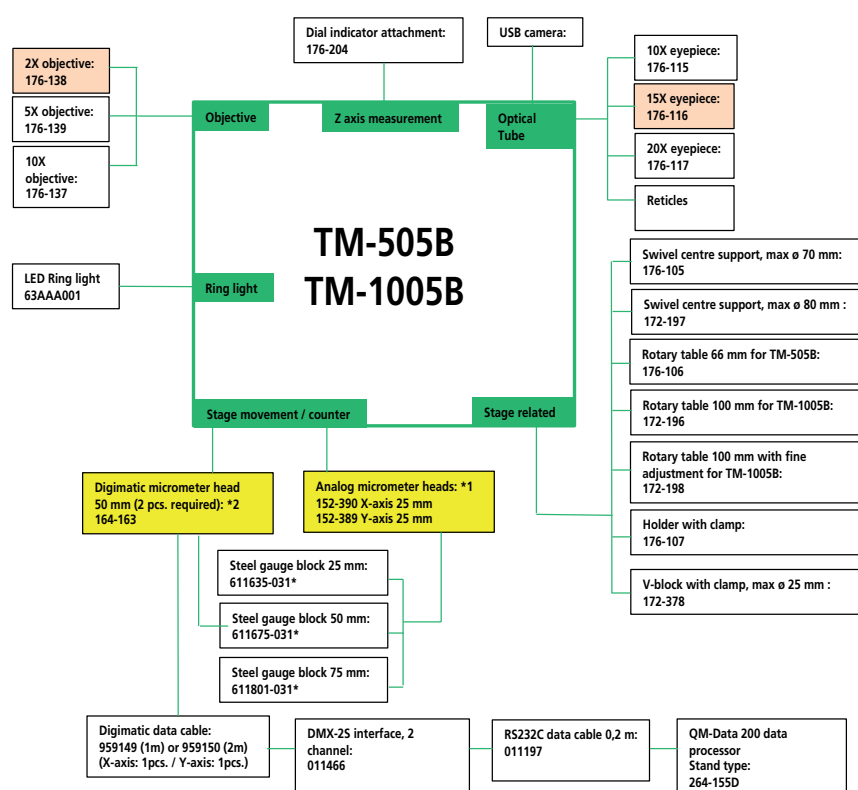 Dial indicator attachment:
176-204
USB camera:
2X objective:
176-138
5X objective:
176-139
10X
objective:
176-137
10X eyepiece:
176-115
15X eyepiece:
176-116
20X eyepiece:
176-117
Reticles
Objective
Z axis measurement
Optical
Tube
TM-505B
TM-1005B
LED Ring light
63AAA001
Ring light
Stage movement / counter
Stage related
Swivel centre support, max ø 70 mm:
176-105
Swivel centre support, max ø 80 mm :
172-197
Rotary table 66 mm for TM-505B:
176-106
Rotary table 100 mm for TM-1005B:
172-196
Rotary table 100 mm with fine
adjustment for TM-1005B:
172-198
Holder with clamp:
176-107
V-block with clamp, max ø 25 mm :
172-378
Digimatic micrometer head
50 mm (2 pcs. required): *2
164-163
Analog micrometer heads: *1
152-390 X-axis 25 mm
152-389 Y-axis 25 mm
Steel gauge block 25 mm:
611635-031*
Steel gauge block 50 mm:
611675-031*
Steel gauge block 75 mm:
611801-031*
Digimatic data cable:
959149 (1m) or 959150 (2m)
(X-axis: 1pcs. / Y-axis: 1pcs.)
DMX-2S interface, 2
channel:
011466
RS232C data cable 0,2 m:
011197
QM-Data 200 data
processor
Stand type:
264-155D